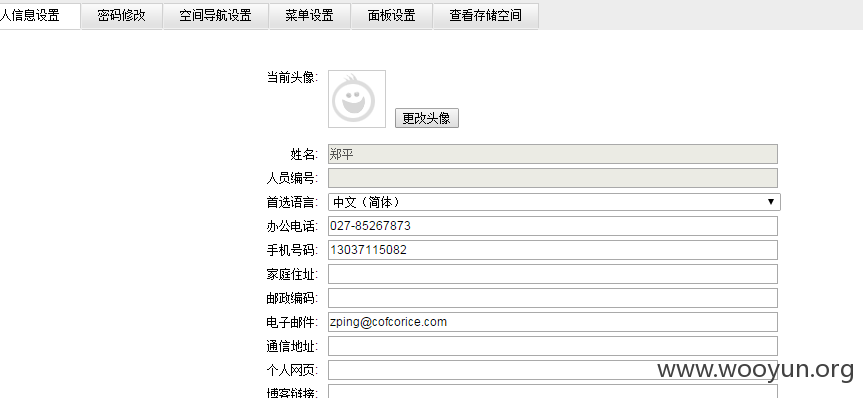 人信息设置 密码修改 空间导航设置 菜单设置 面板设置 查看存储空间
当前头像:
更改头像
姓名: 郑平
人员编号:
首选语言: 中文（简体）
办公电话: 027-85267873
手机号码: 13037115082
家庭住址:
邮政编码:
电子邮件: zping@cofcorice.com
通信地址:
个人网页:
www.wooyun.org
博客链接: